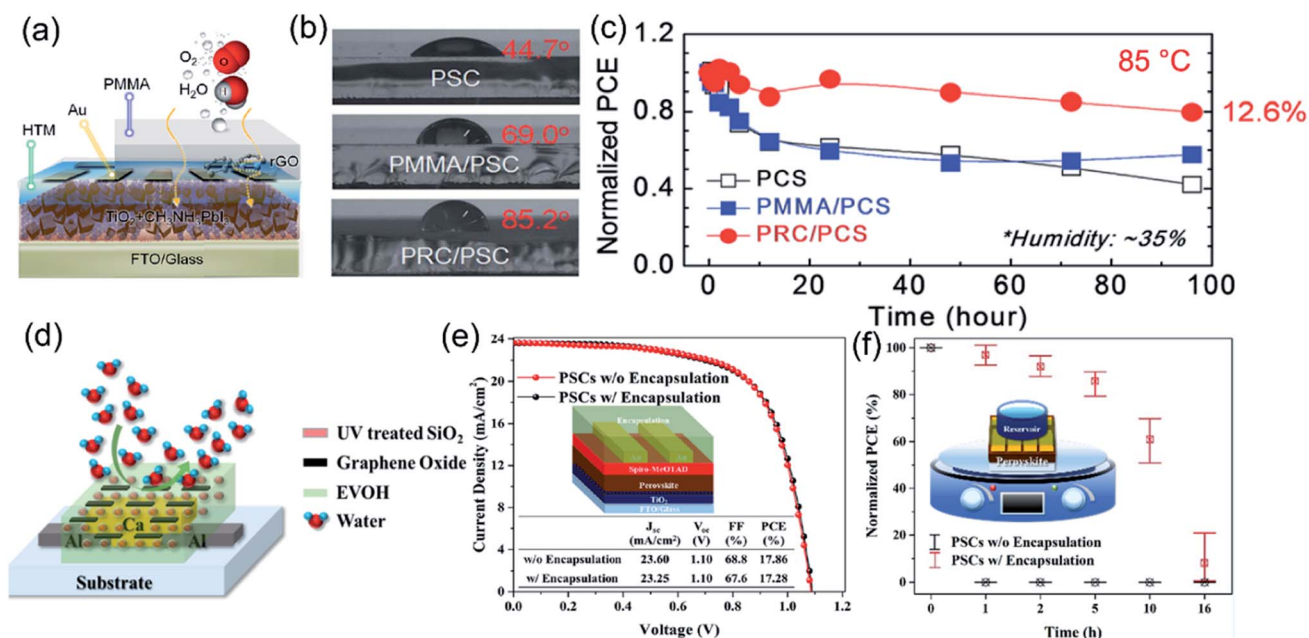 (a)
O₂
O
PMMA
H₂O
H
Au
HTM
rGO
TiO₂+CH₃NH₃PbI₃
FTO/Glass
(b)
44.7°
PSC
69.0°
PMMA/PSC
85.2°
PRC/PSC
(c)
Normalized PCE
1.2
0.8
0.4
0.0
85 °C
12.6%
PCS
PMMA/PCS
PRC/PCS
*Humidity: ~35%
0 20 40 60 80 100
Time (hour)
(d)
UV treated SiO₂
Graphene Oxide
EVOH
Water
Ca
Al
Al
Substrate
(e)
Current Density (mA/cm²)
24
20
16
12
8
4
0
PSCs w/o Encapsulation
PSCs w/ Encapsulation
Encapsulation
Au
Au
Spiro-MeOTAD
Perovskite
TiO₂
FTO/Glass
Jsc Voc FF PCE
(mA/cm²) (V) (%) (%)
w/o Encapsulation 23.60 1.10 68.8 17.86
w/ Encapsulation 23.25 1.10 67.6 17.28
0.0 0.2 0.4 0.6 0.8 1.0 1.2
Voltage (V)
(f)
Normalized PCE (%)
100
80
60
40
20
0
Reservoir
Perpyskite
PSCs w/o Encapsulation
PSCs w/ Encapsulation
0 1 2 5 10 16
Time (h)